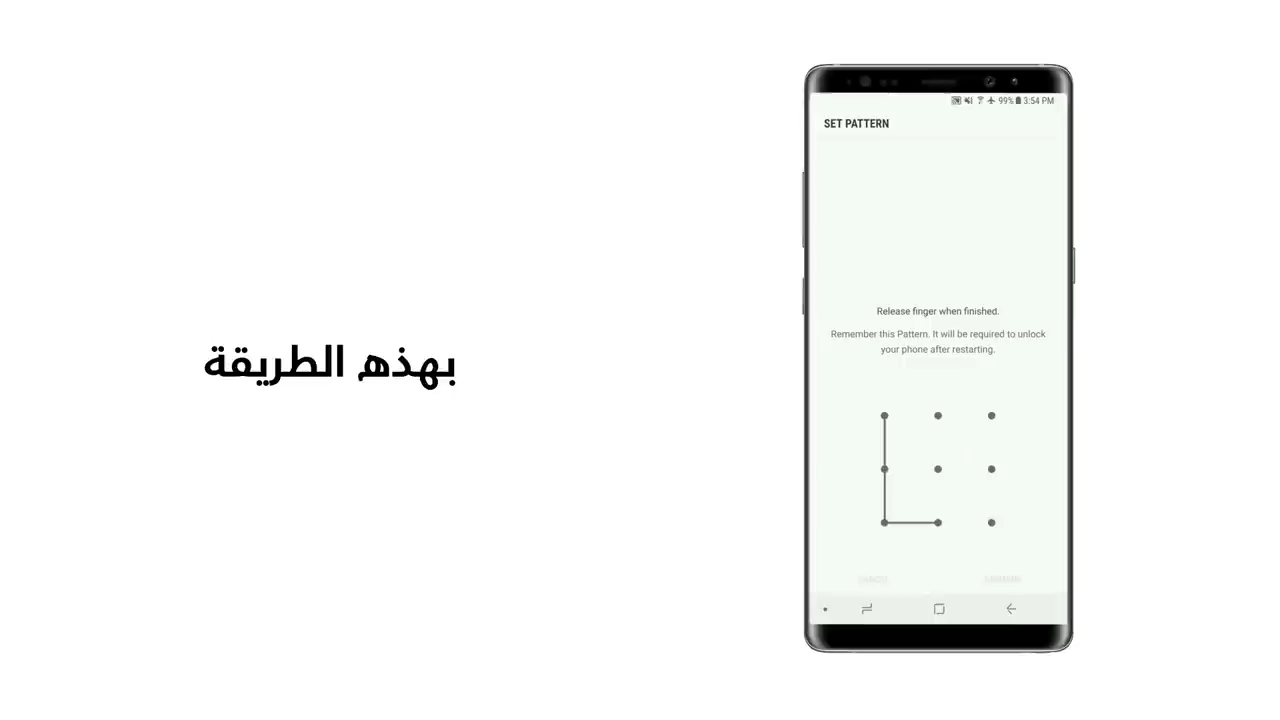 99% 3:54 PM
SET PATTERN
Release finger when finished.
Remember this Pattern. It will be required to unlock
your phone after restarting.
بهذه الطريقة